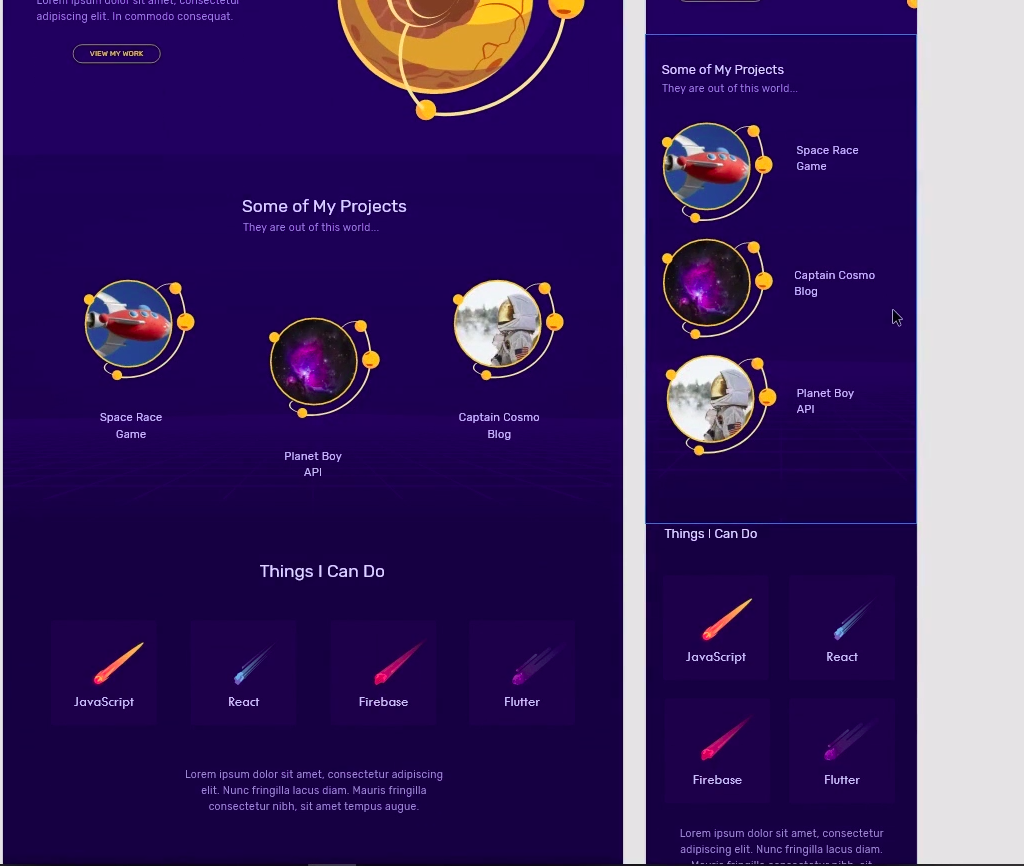 Lorem ipsum dolor sit amet, consectetur
adipiscing elit. In commodo consequat.
VIEW MY WORK
Some of My Projects
They are out of this world...
Space Race
Game
Planet Boy
API
Captain Cosmo
Blog
Things I Can Do
JavaScript
React
Firebase
Flutter
Lorem ipsum dolor sit amet, consectetur adipiscing
elit. Nunc fringilla lacus diam. Mauris fringilla
consectetur nibh, sit amet tempus augue.
Some of My Projects
They are out of this world...
Space Race
Game
Captain Cosmo
Blog
Planet Boy
API
Things I Can Do
JavaScript
React
Firebase
Flutter
Lorem ipsum dolor sit amet, consectetur
adipiscing elit. Nunc fringilla lacus diam.
Mauris fringilla consectetur nibh, sit